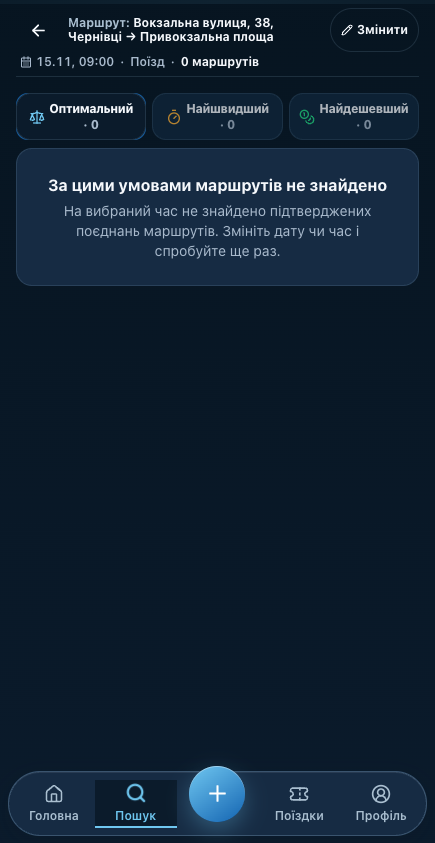 Маршрут: Вокзальна вулиця, 38,
Чернівці → Привокзальна площа
Змінити
15.11, 09:00 · Поїзд · 0 маршрутів
Оптимальний
· 0
Найшвидший
· 0
Найдешевший
· 0
За цими умовами маршрутів не знайдено
На вибраний час не знайдено підтверджених
поєднань маршрутів. Змініть дату чи час і
спробуйте ще раз.
Головна
Пошук
Поїздки
Профіль